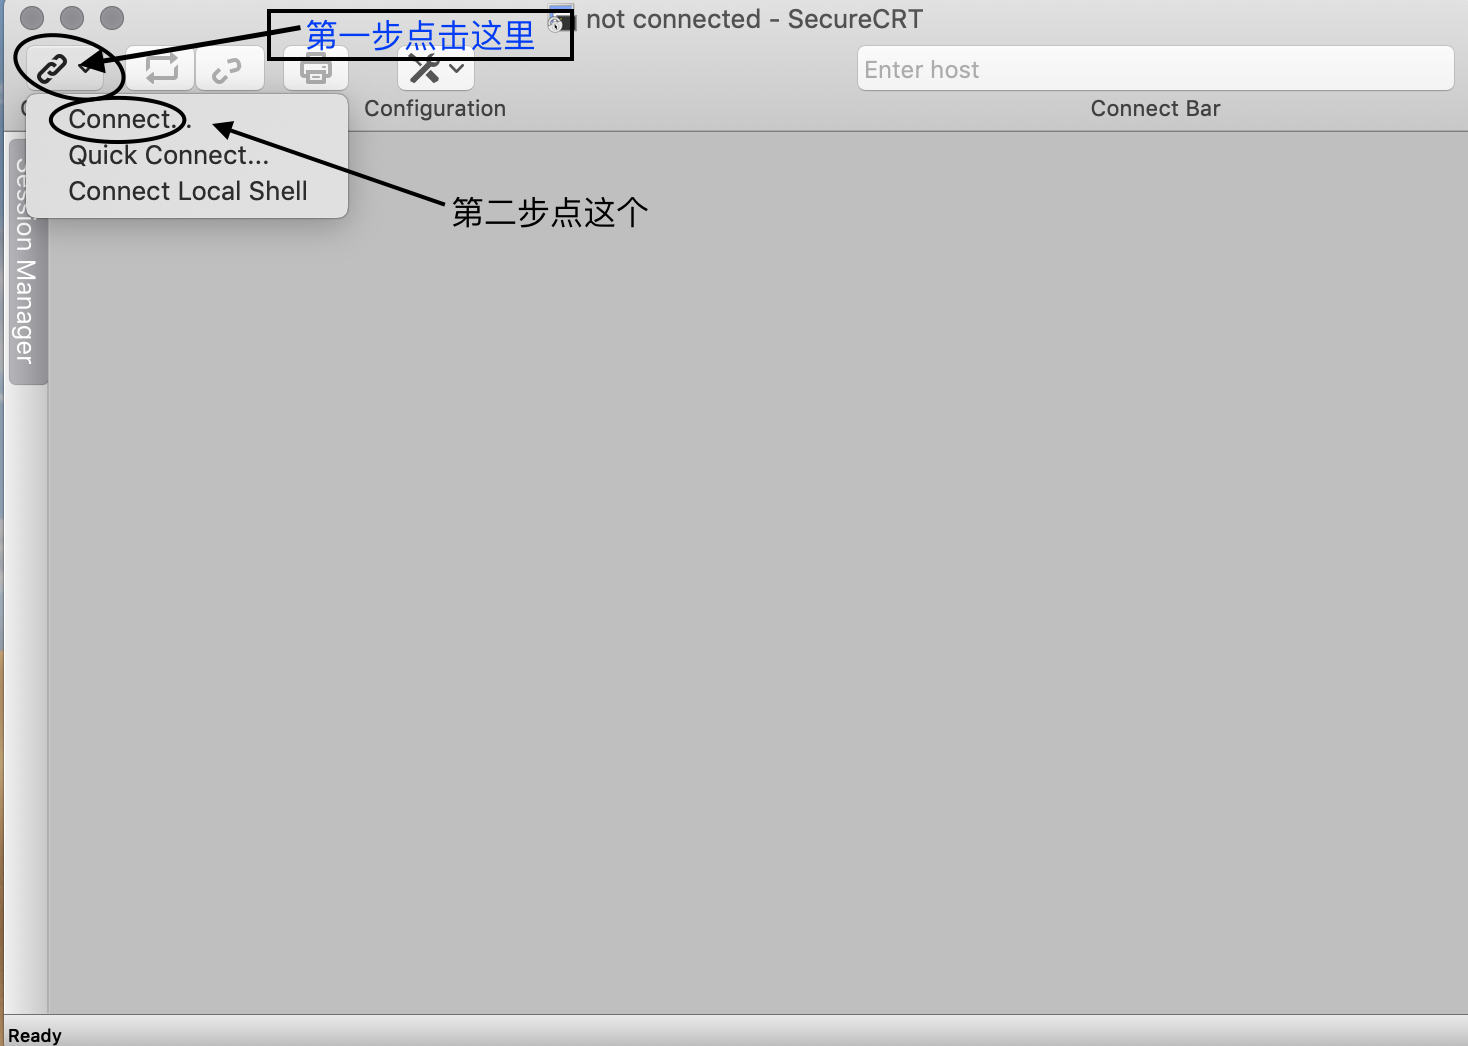 not connected - SecureCRT
第一步点击这里
Enter host
Configuration
Connect Bar
Connect...
Quick Connect...
Connect Local Shell
第二步点这个
Session Manager
Ready